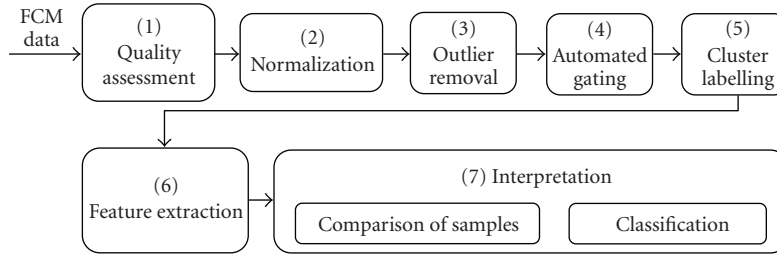 FCM
data
(1)
Quality
assessment
(2)
Normalization
(3)
Outlier
removal
(4)
Automated
gating
(5)
Cluster
labelling
(6)
Feature extraction
(7) Interpretation
Comparison of samples
Classification